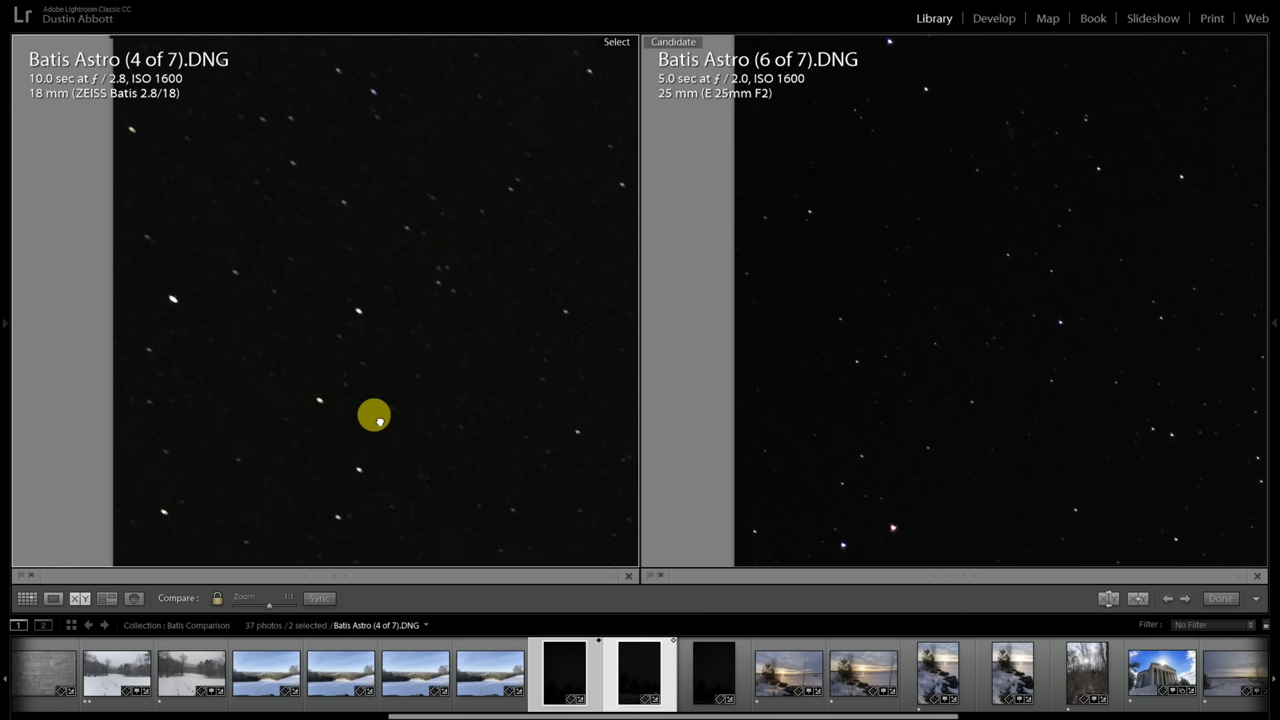 Lr
Adobe Lightroom Classic CC
Dustin Abbott
Library | Develop | Map | Book | Slideshow | Print | Web
Batis Astro (4 of 7).DNG
10.0 sec at ƒ / 2.8, ISO 1600
18 mm (ZEISS Batis 2.8/18)
Select
Candidate
Batis Astro (6 of 7).DNG
5.0 sec at ƒ / 2.0, ISO 1600
25 mm (E 25mm F2)
X|Y
Compare :
Zoom
1:1
Sync
Done
1
2
Collection : Batis Comparison
37 photos / 2 selected / Batis Astro (4 of 7).DNG
Filter :
No Filter